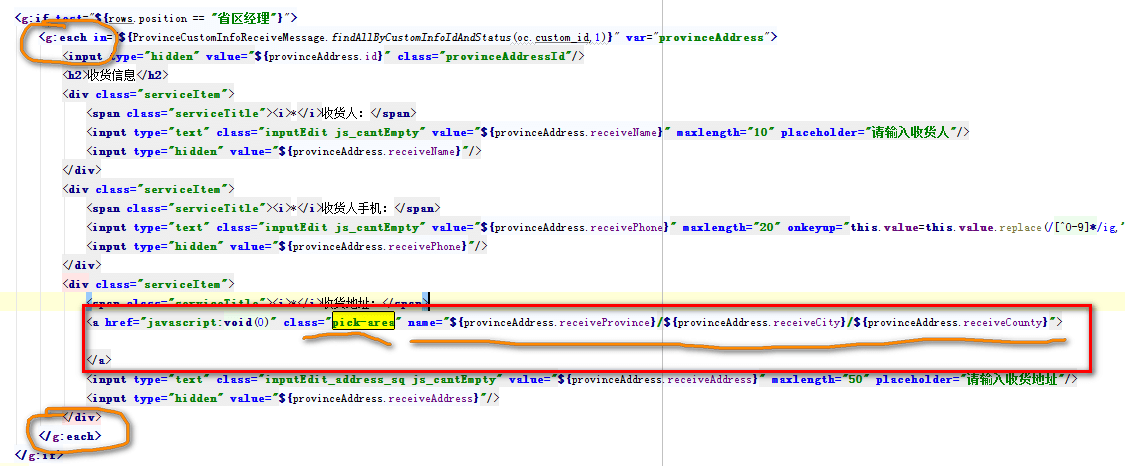 <g:if test="${rows.position == "省区经理"}">
<g:each in="${ProvinceCustomInfoReceiveMessage.findAllByCustomInfoIdAndStatus(oc.custom_id,1)}" var="provinceAddress">
<input type="hidden" value="${provinceAddress.id}" class="provinceAddressId"/>
<h2>收货信息</h2>
<div class="serviceItem">
<span class="serviceTitle"><i>*</i>收货人：</span>
<input type="text" class="inputEdit js_cantEmpty" value="${provinceAddress.receiveName}" maxlength="10" placeholder="请输入收货人"/>
<input type="hidden" value="${provinceAddress.receiveName}"/>
</div>
<div class="serviceItem">
<span class="serviceTitle"><i>*</i>收货人手机：</span>
<input type="text" class="inputEdit js_cantEmpty" value="${provinceAddress.receivePhone}" maxlength="20" onkeyup="this.value=this.value.replace(/[^0-9]*/ig,'
<input type="hidden" value="${provinceAddress.receivePhone}"/>
</div>
<div class="serviceItem">
<span class="serviceTitle"><i>*</i>收货地址：</span>
<a href="javascript:void(0)" class="pick-area" name="${provinceAddress.receiveProvince}/${provinceAddress.receiveCity}/${provinceAddress.receiveCounty}">
</a>
<input type="text" class="inputEdit_address_sq js_cantEmpty" value="${provinceAddress.receiveAddress}" maxlength="50" placeholder="请输入收货地址"/>
<input type="hidden" value="${provinceAddress.receiveAddress}"/>
</div>
</g:each>
</g:if>